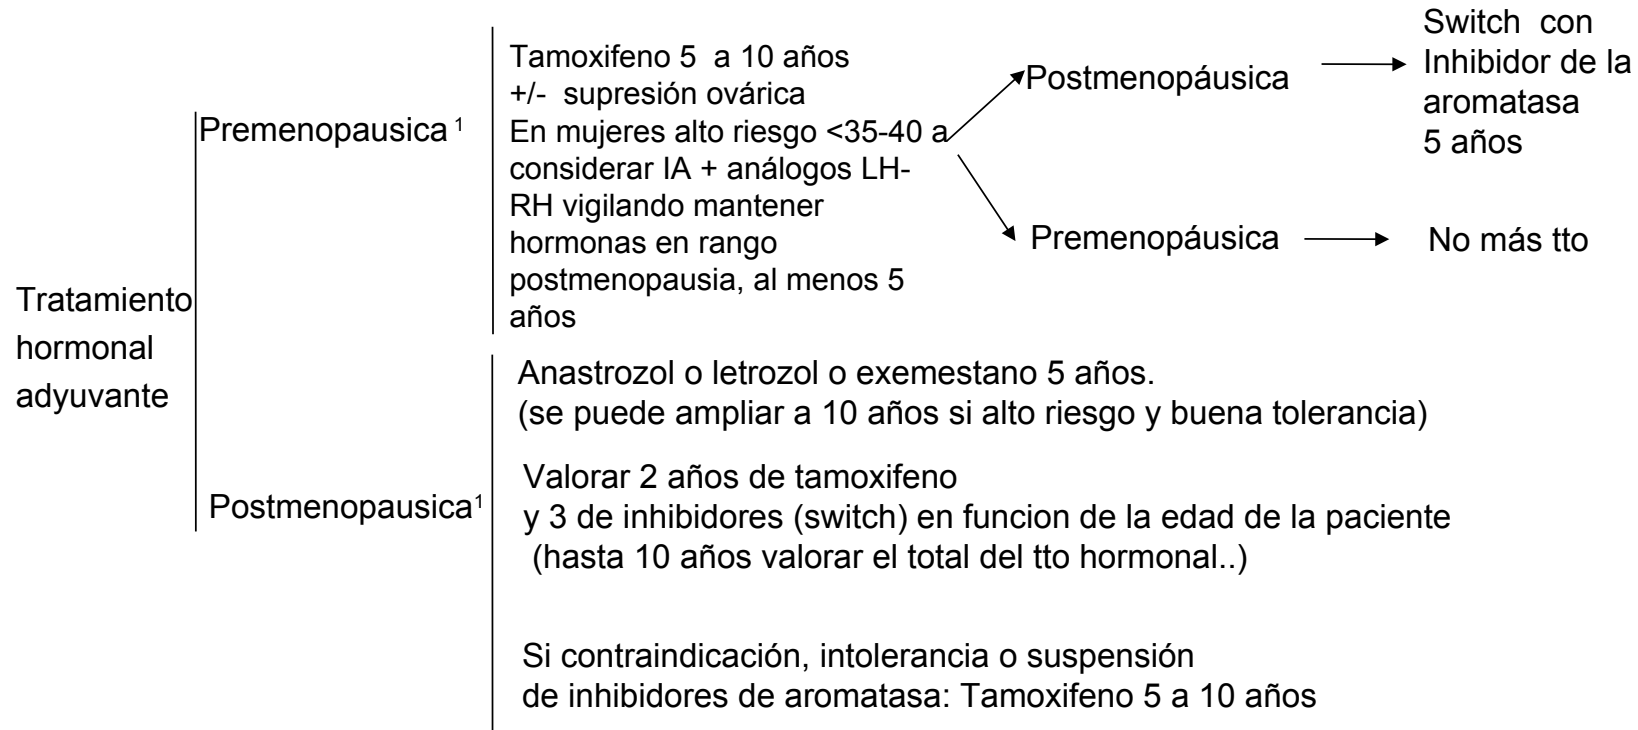 Tratamiento
hormonal
adyuvante
Premenopausica ¹
Tamoxifeno 5  a 10 años
+/-  supresión ovárica
En mujeres alto riesgo <35-40 a
considerar IA + análogos LH-
RH vigilando mantener
hormonas en rango
postmenopausia, al menos 5
años
Postmenopáusica
Switch  con
Inhibidor de la
aromatasa
5 años
Premenopáusica
No más tto
Postmenopausica¹
Anastrozol o letrozol o exemestano 5 años.
(se puede ampliar a 10 años si alto riesgo y buena tolerancia)
Valorar 2 años de tamoxifeno
y 3 de inhibidores (switch) en funcion de la edad de la paciente
(hasta 10 años valorar el total del tto hormonal..)
Si contraindicación, intolerancia o suspensión
de inhibidores de aromatasa: Tamoxifeno 5 a 10 años